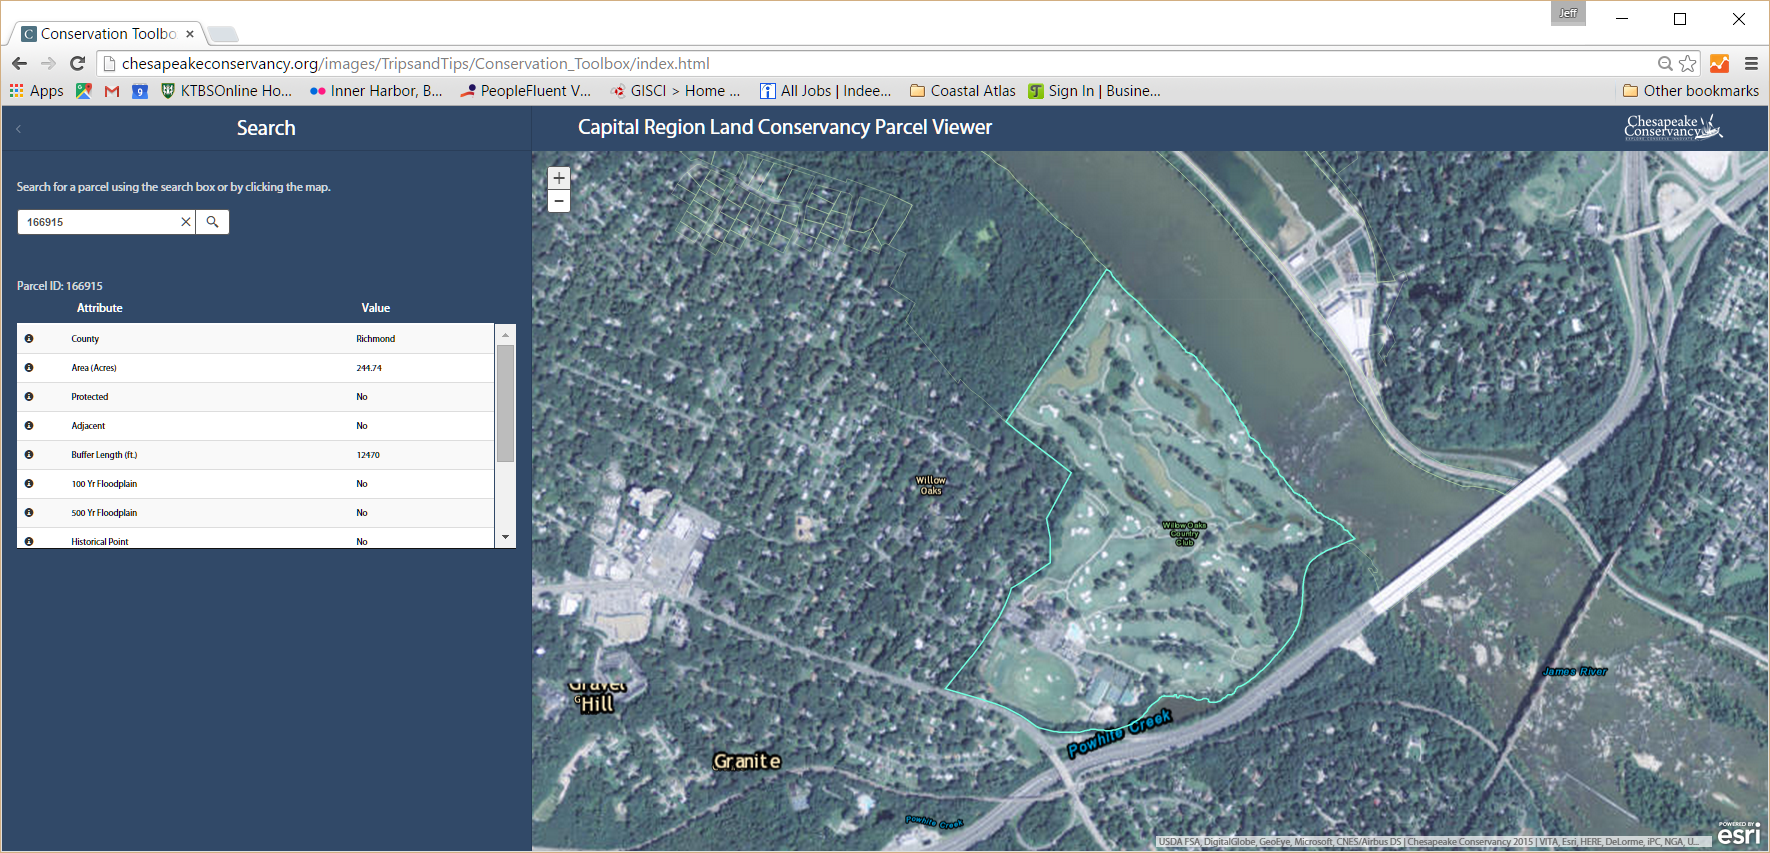 Jeff
Conservation Toolbo
chesapeakeconservancy.org/images/TripsandTips/Conservation_Toolbox/index.html
Apps
9
KTBSOnline Ho...
Inner Harbor, B...
PeopleFluent V...
GISCI > Home ...
All Jobs | Indee...
Coastal Atlas
Sign In | Busine...
Other bookmarks
Search
Capital Region Land Conservancy Parcel Viewer
Chesapeake
Conservancy
Search for a parcel using the search box or by clicking the map.
166915
Parcel ID: 166915
Attribute Value
County Richmond
Area (Acres) 244.74
Protected No
Adjacent No
Buffer Length (ft.) 12470
100 Yr Floodplain No
500 Yr Floodplain No
Historical Point No
+
−
Willow
Oaks
Willow Oaks
Country
Club
Gravel
Hill
Granite
Powhite Creek
Powhite Creek
James River
USDA FSA, DigitalGlobe, GeoEye, Microsoft, CNES/Airbus DS | Chesapeake Conservancy 2015 | VITA, Esri, HERE, DeLorme, iPC, NGA, U...
POWERED BY
esri